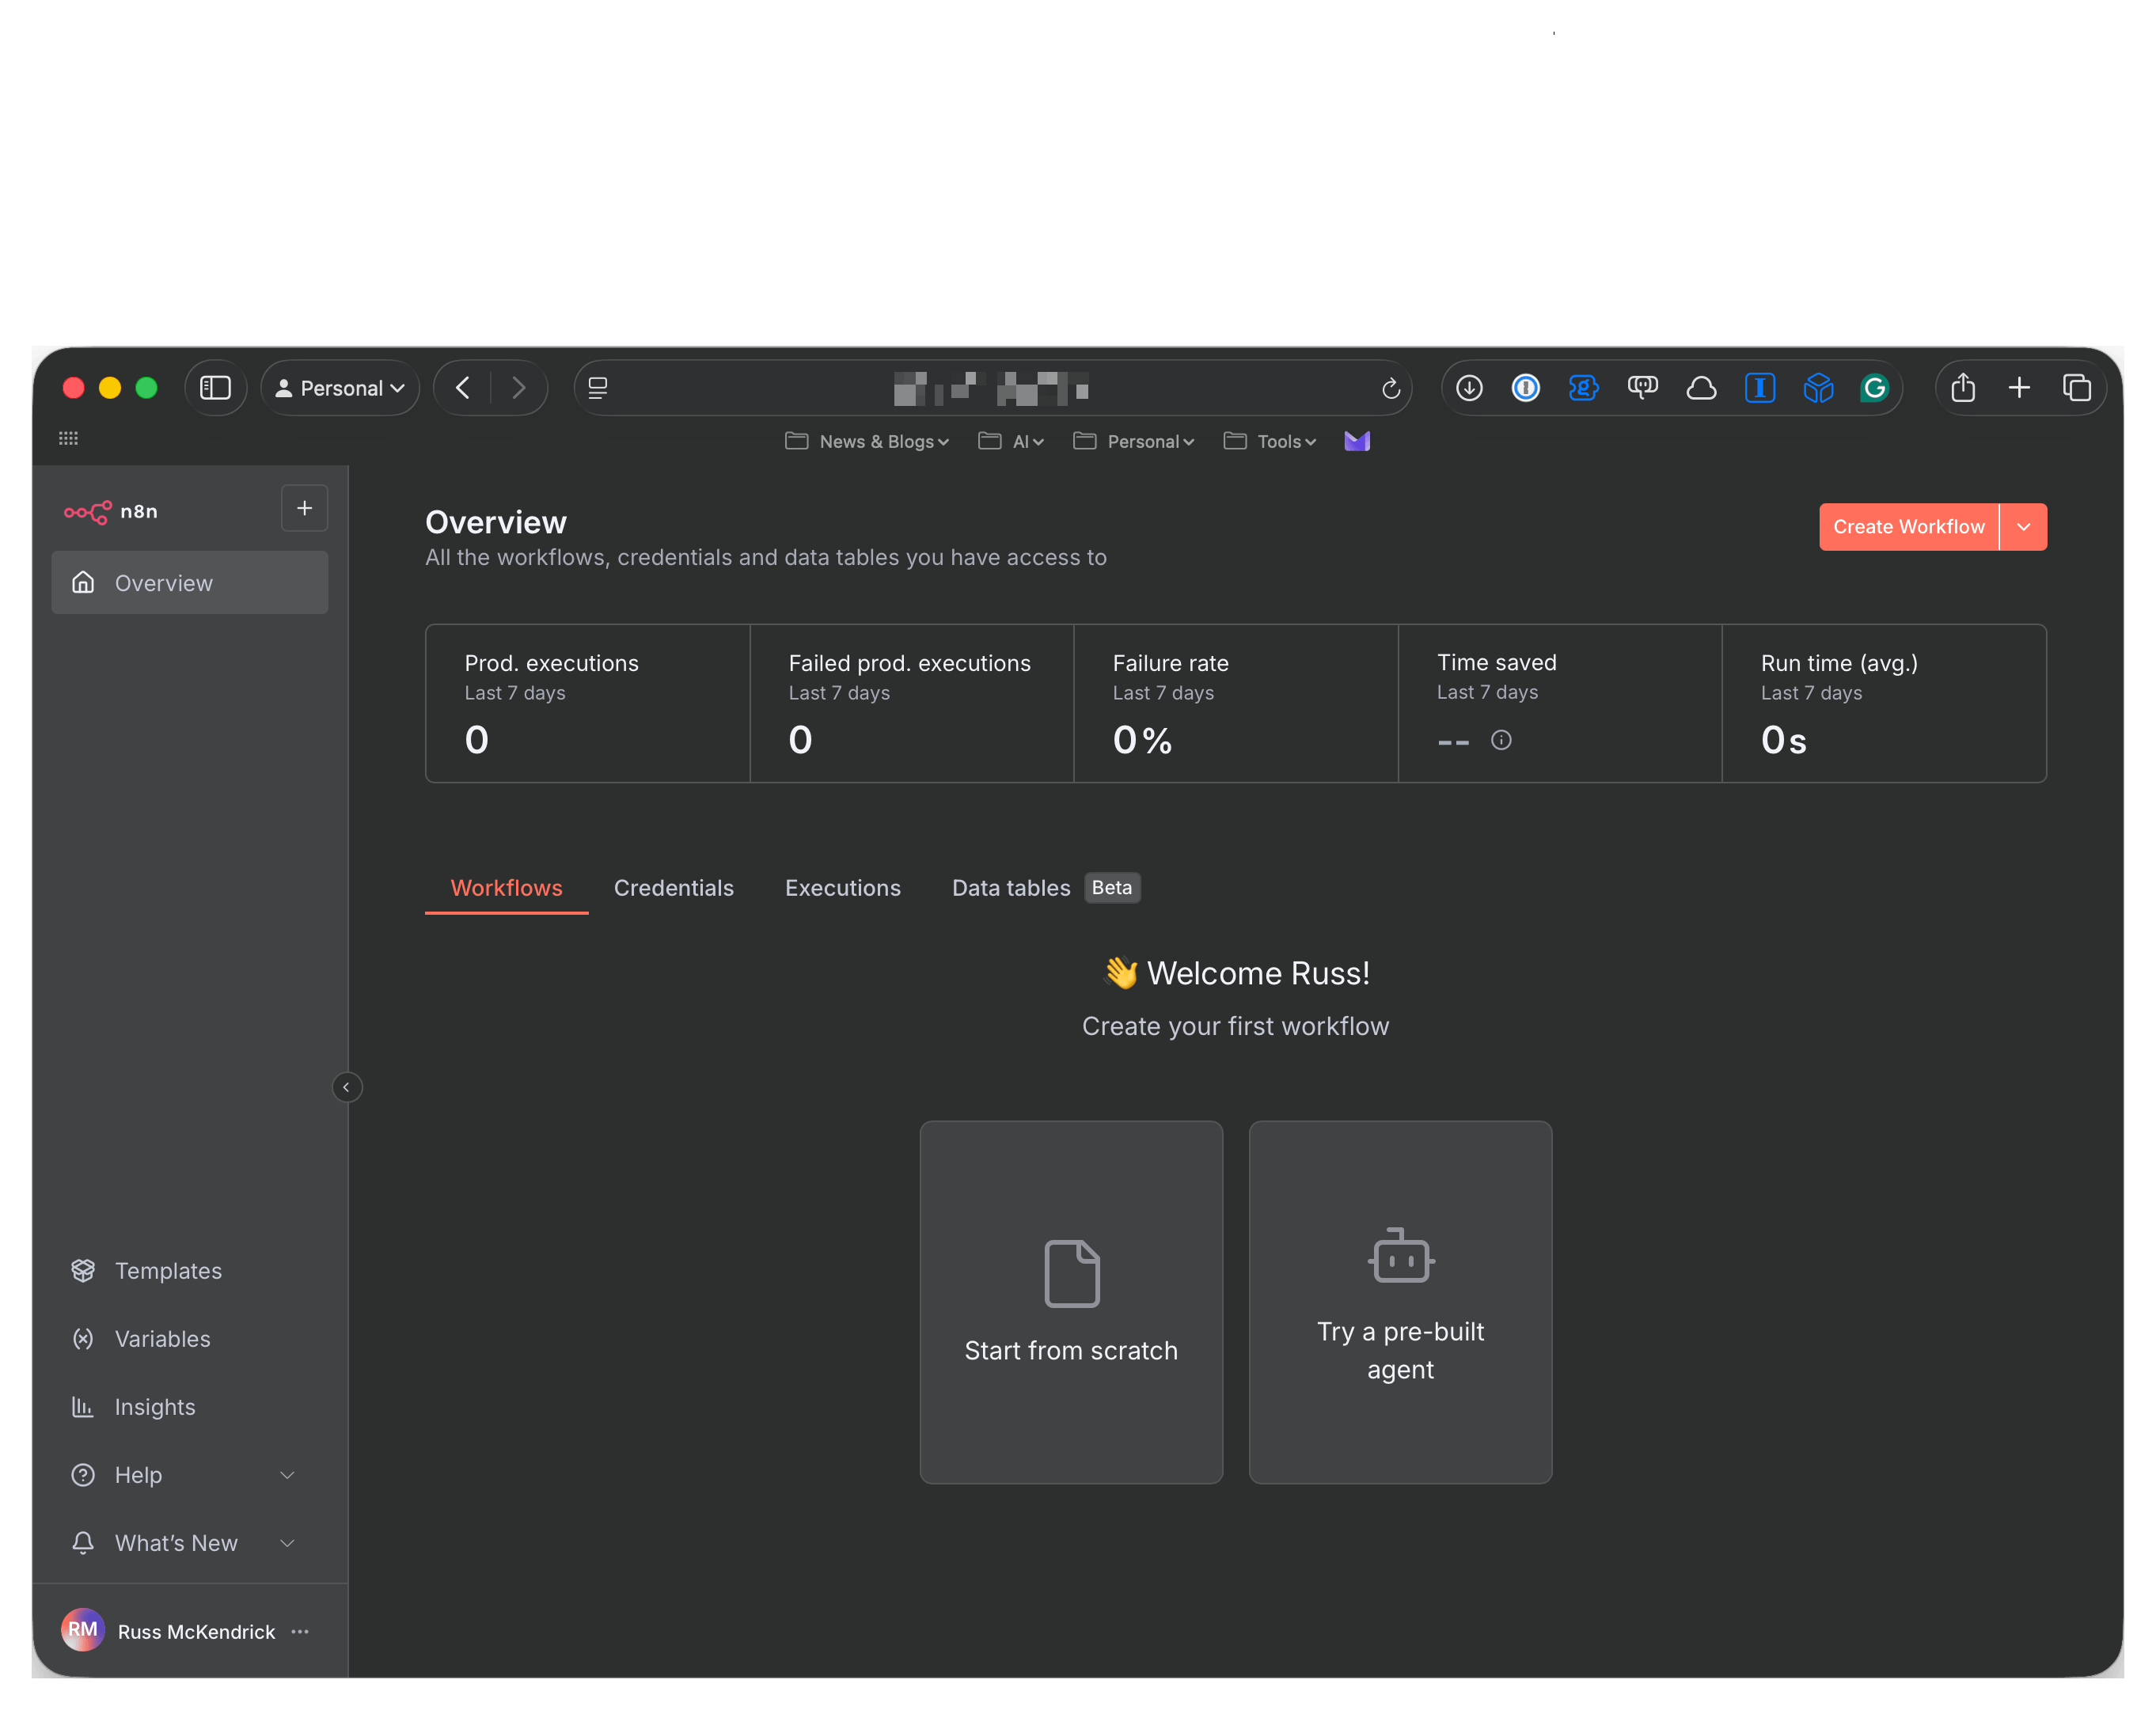 Personal
News & Blogs
AI
Personal
Tools
n8n
Overview
Templates
Variables
Insights
Help
What's New
RM
Russ McKendrick
Overview
All the workflows, credentials and data tables you have access to
Create Workflow
Prod. executions
Last 7 days
0
Failed prod. executions
Last 7 days
0
Failure rate
Last 7 days
0%
Time saved
Last 7 days
--
Run time (avg.)
Last 7 days
0s
Workflows
Credentials
Executions
Data tables
Beta
👋 Welcome Russ!
Create your first workflow
Start from scratch
Try a pre-built
agent